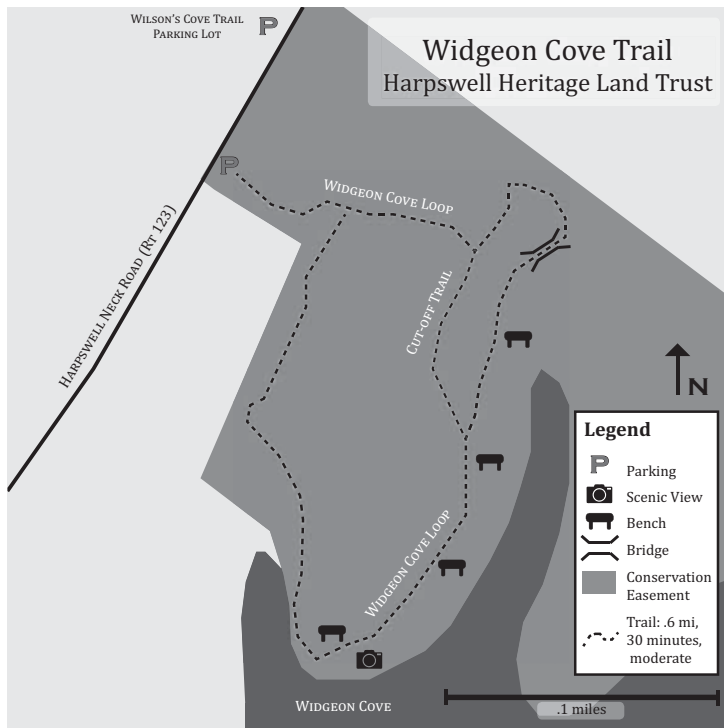 Wilson's Cove Trail
Parking Lot
P
Widgeon Cove Trail
Harpswell Heritage Land Trust
P
Widgeon Cove Loop
Harpswell Neck Road (Rt 123)
Cut-off Trail
N
Widgeon Cove Loop
Widgeon Cove
Legend
P Parking
Scenic View
Bench
Bridge
Conservation
Easement
Trail: .6 mi,
30 minutes,
moderate
.1 miles